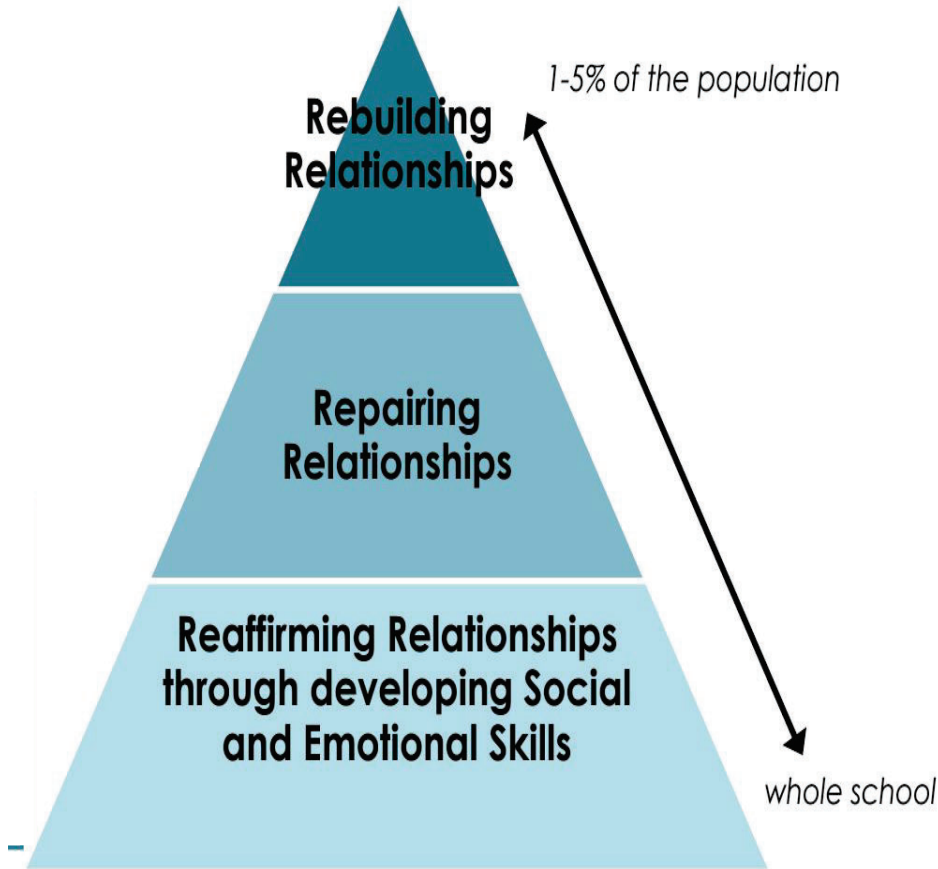 1-5% of the population
Rebuilding
Relationships
Repairing
Relationships
Reaffirming Relationships
through developing Social
and Emotional Skills
whole school